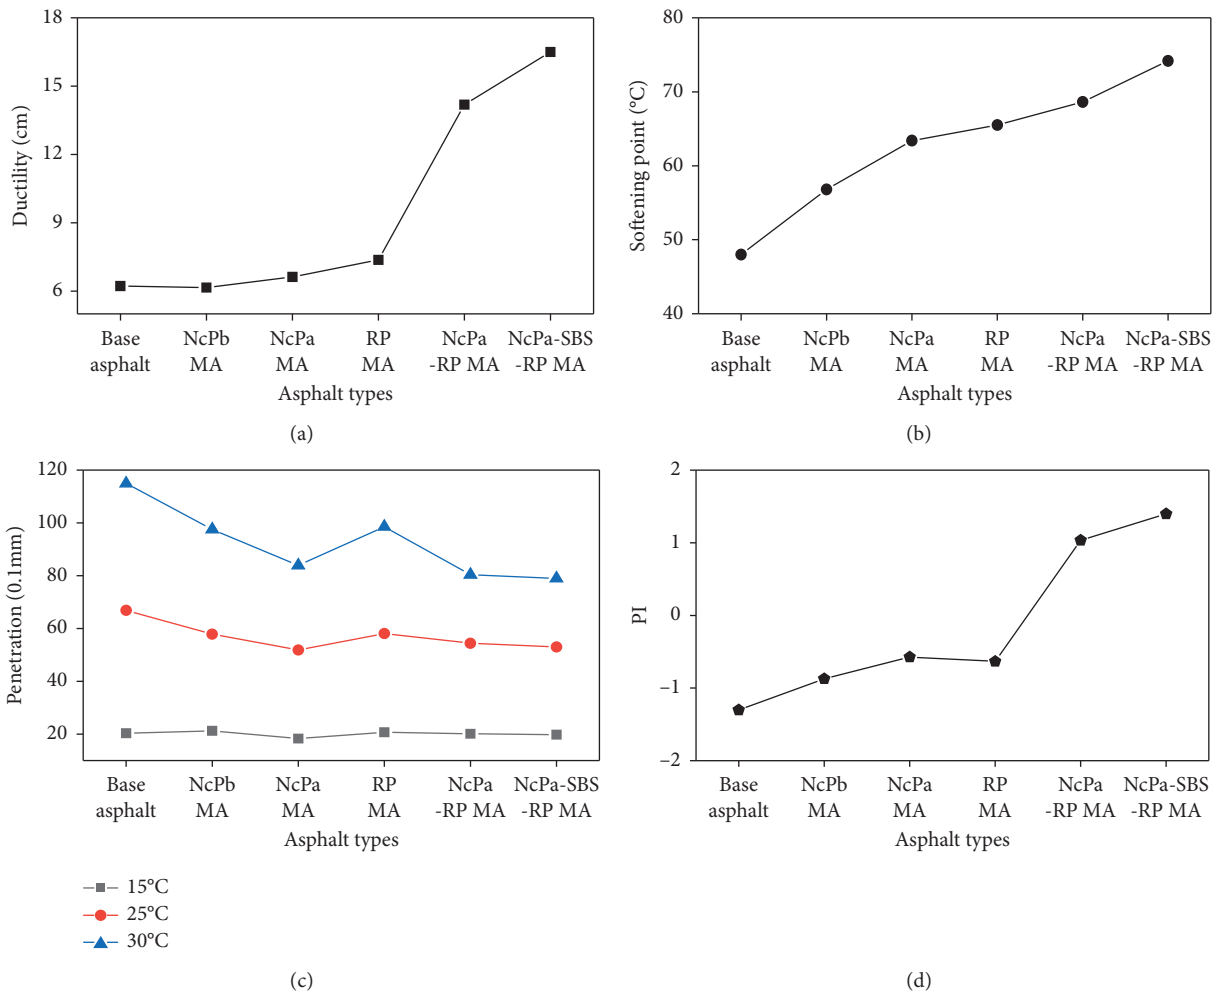 18
15
12
9
6
Ductility (cm)
Base asphalt
NcPb MA
NcPa MA
RP MA
NcPa -RP MA
NcPa-SBS -RP MA
Asphalt types
(a)
80
70
60
50
40
Softening point (°C)
Base asphalt
NcPb MA
NcPa MA
RP MA
NcPa -RP MA
NcPa-SBS -RP MA
Asphalt types
(b)
120
100
80
60
40
20
Penetration (0.1mm)
Base asphalt
NcPb MA
NcPa MA
RP MA
NcPa -RP MA
NcPa-SBS -RP MA
Asphalt types
15°C
25°C
30°C
(c)
2
1
0
–1
–2
PI
Base asphalt
NcPb MA
NcPa MA
RP MA
NcPa -RP MA
NcPa-SBS -RP MA
Asphalt types
(d)